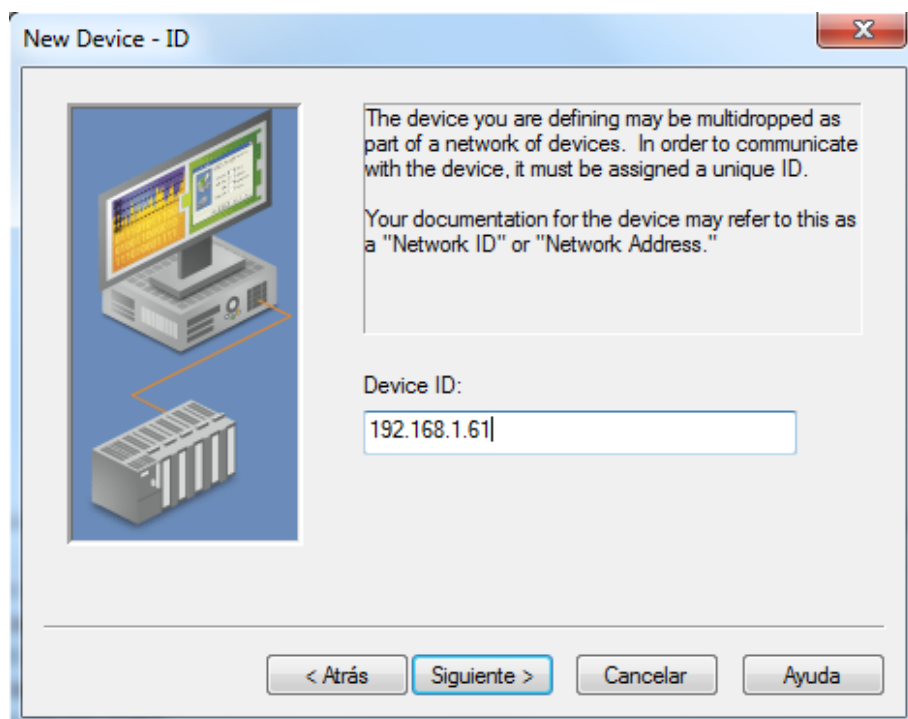 New Device - ID
The device you are defining may be multidropped as
part of a network of devices.  In order to communicate
with the device, it must be assigned a unique ID.
Your documentation for the device may refer to this as
a "Network ID" or "Network Address."
Device ID:
192.168.1.61
< Atrás
Siguiente >
Cancelar
Ayuda